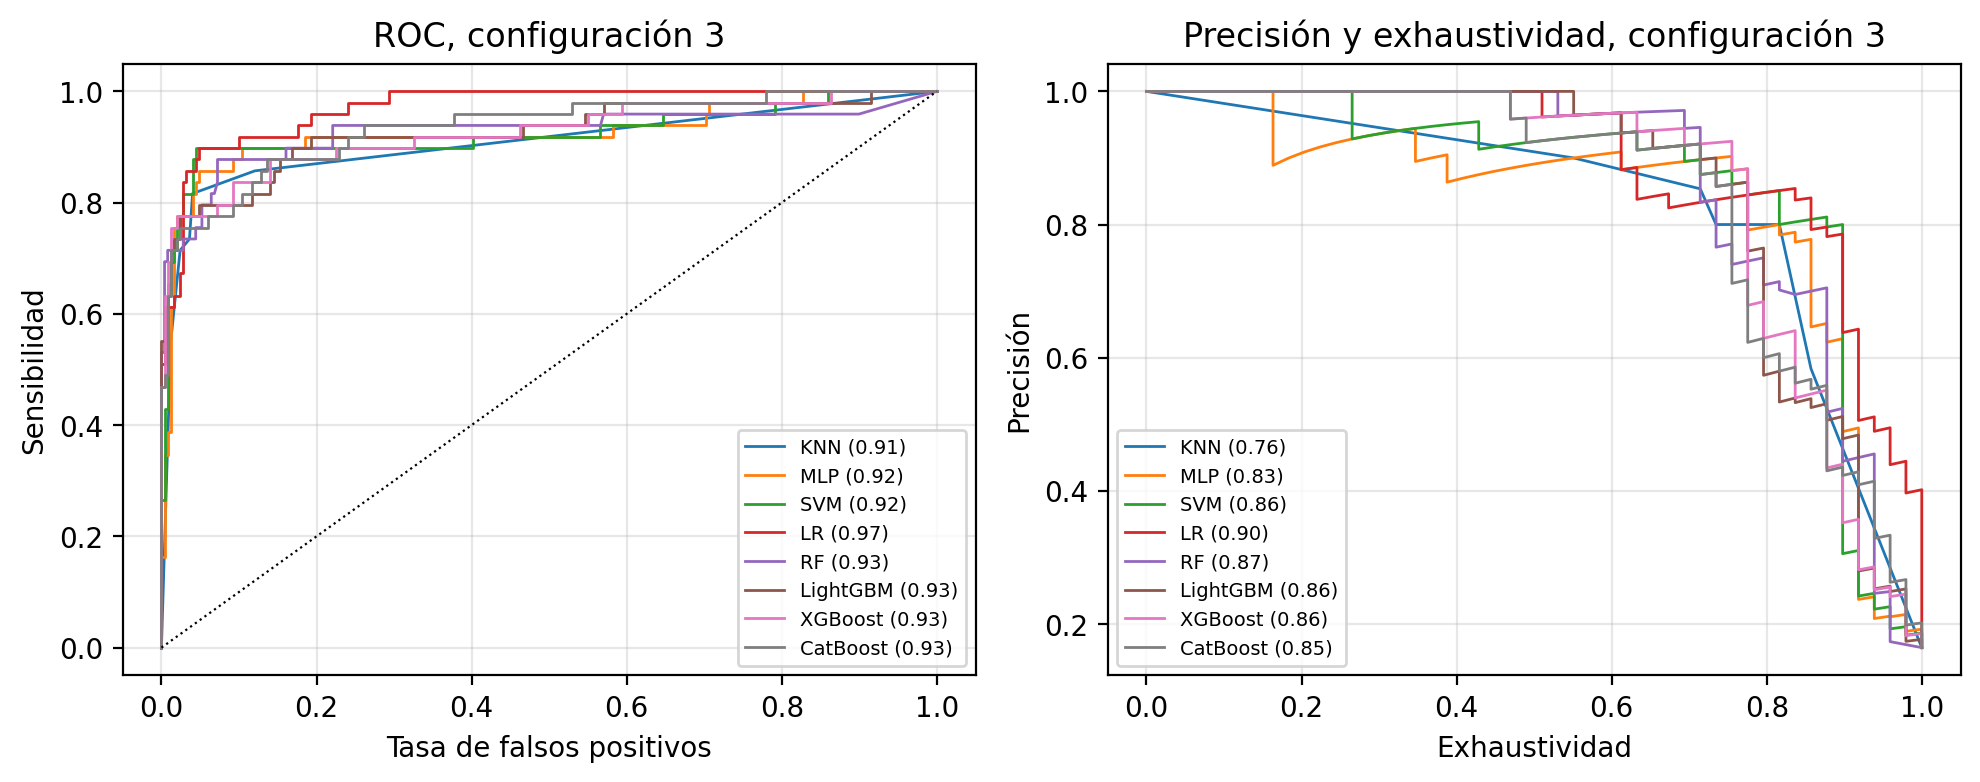 ROC, configuración 3
Sensibilidad
1.0
0.8
0.6
0.4
0.2
0.0
0.0 0.2 0.4 0.6 0.8 1.0
Tasa de falsos positivos
KNN (0.91)
MLP (0.92)
SVM (0.92)
LR (0.97)
RF (0.93)
LightGBM (0.93)
XGBoost (0.93)
CatBoost (0.93)
Precisión y exhaustividad, configuración 3
Precisión
1.0
0.8
0.6
0.4
0.2
0.0 0.2 0.4 0.6 0.8 1.0
Exhaustividad
KNN (0.76)
MLP (0.83)
SVM (0.86)
LR (0.90)
RF (0.87)
LightGBM (0.86)
XGBoost (0.86)
CatBoost (0.85)